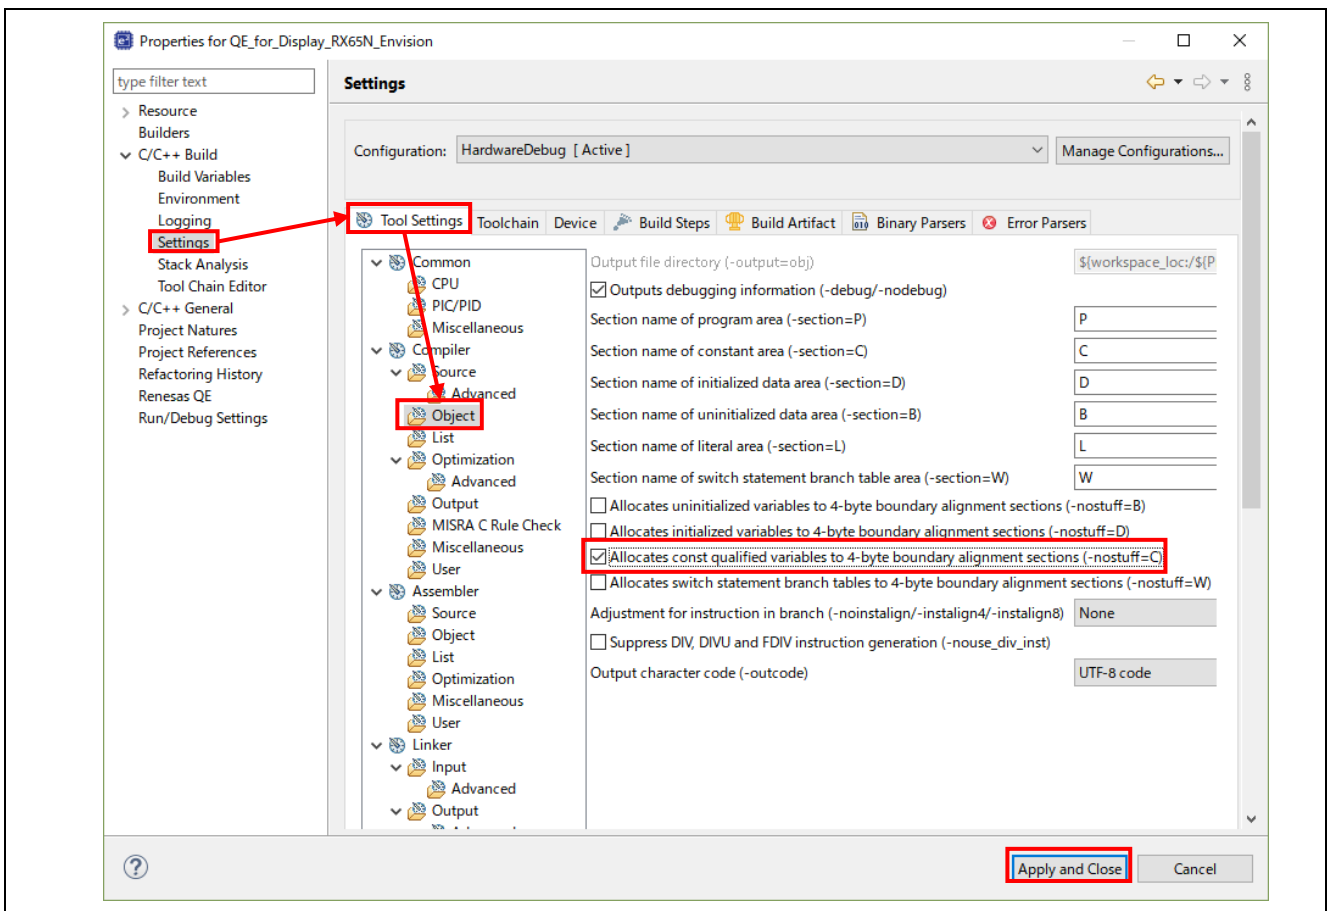 Properties for QE_for_Display_RX65N_Envision
type filter text
Settings
Resource
Builders
C/C++ Build
Build Variables
Environment
Logging
Settings
Stack Analysis
Tool Chain Editor
C/C++ General
Project Natures
Project References
Refactoring History
Renesas QE
Run/Debug Settings
Configuration: HardwareDebug [ Active ] Manage Configurations...
Tool Settings Toolchain Device Build Steps Build Artifact Binary Parsers Error Parsers
Common
CPU
PIC/PID
Miscellaneous
Compiler
Source
Advanced
Object
List
Optimization
Advanced
Output
MISRA C Rule Check
Miscellaneous
User
Assembler
Source
Object
List
Optimization
Miscellaneous
User
Linker
Input
Advanced
Output
Output file directory (-output=obj) ${workspace_loc:/${P
Outputs debugging information (-debug/-nodebug)
Section name of program area (-section=P) P
Section name of constant area (-section=C) C
Section name of initialized data area (-section=D) D
Section name of uninitialized data area (-section=B) B
Section name of literal area (-section=L) L
Section name of switch statement branch table area (-section=W) W
Allocates uninitialized variables to 4-byte boundary alignment sections (-nostuff=B)
Allocates initialized variables to 4-byte boundary alignment sections (-nostuff=D)
Allocates const qualified variables to 4-byte boundary alignment sections (-nostuff=C)
Allocates switch statement branch tables to 4-byte boundary alignment sections (-nostuff=W)
Adjustment for instruction in branch (-noinstalign/-instalign4/-instalign8) None
Suppress DIV, DIVU and FDIV instruction generation (-nouse_div_inst)
Output character code (-outcode) UTF-8 code
Apply and Close Cancel